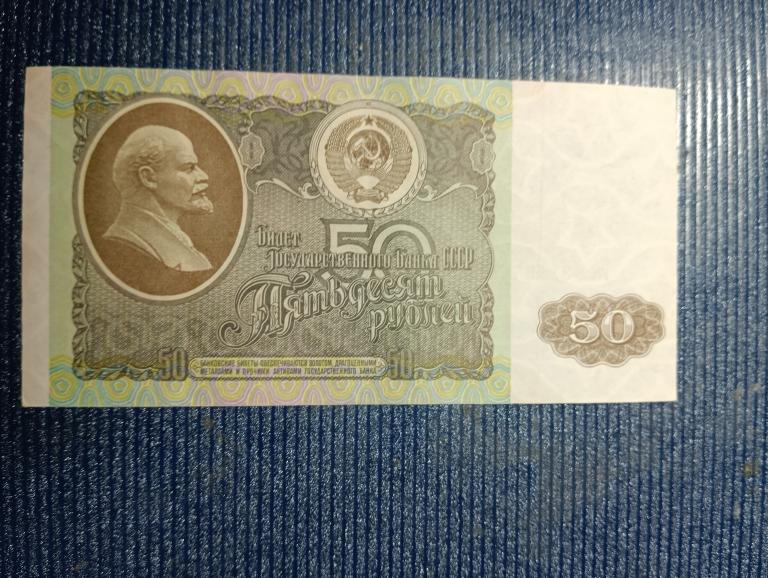 Билет
50
Государственного Банка СССР
Пятьдесят
рублей
50
50
БАНКОВСКИЕ БИЛЕТЫ ОБЕСПЕЧИВАЮТСЯ ЗОЛОТОМ, ДРАГОЦЕННЫМИ
МЕТАЛЛАМИ И ПРОЧИМИ АКТИВАМИ ГОСУДАРСТВЕННОГО БАНКА
50